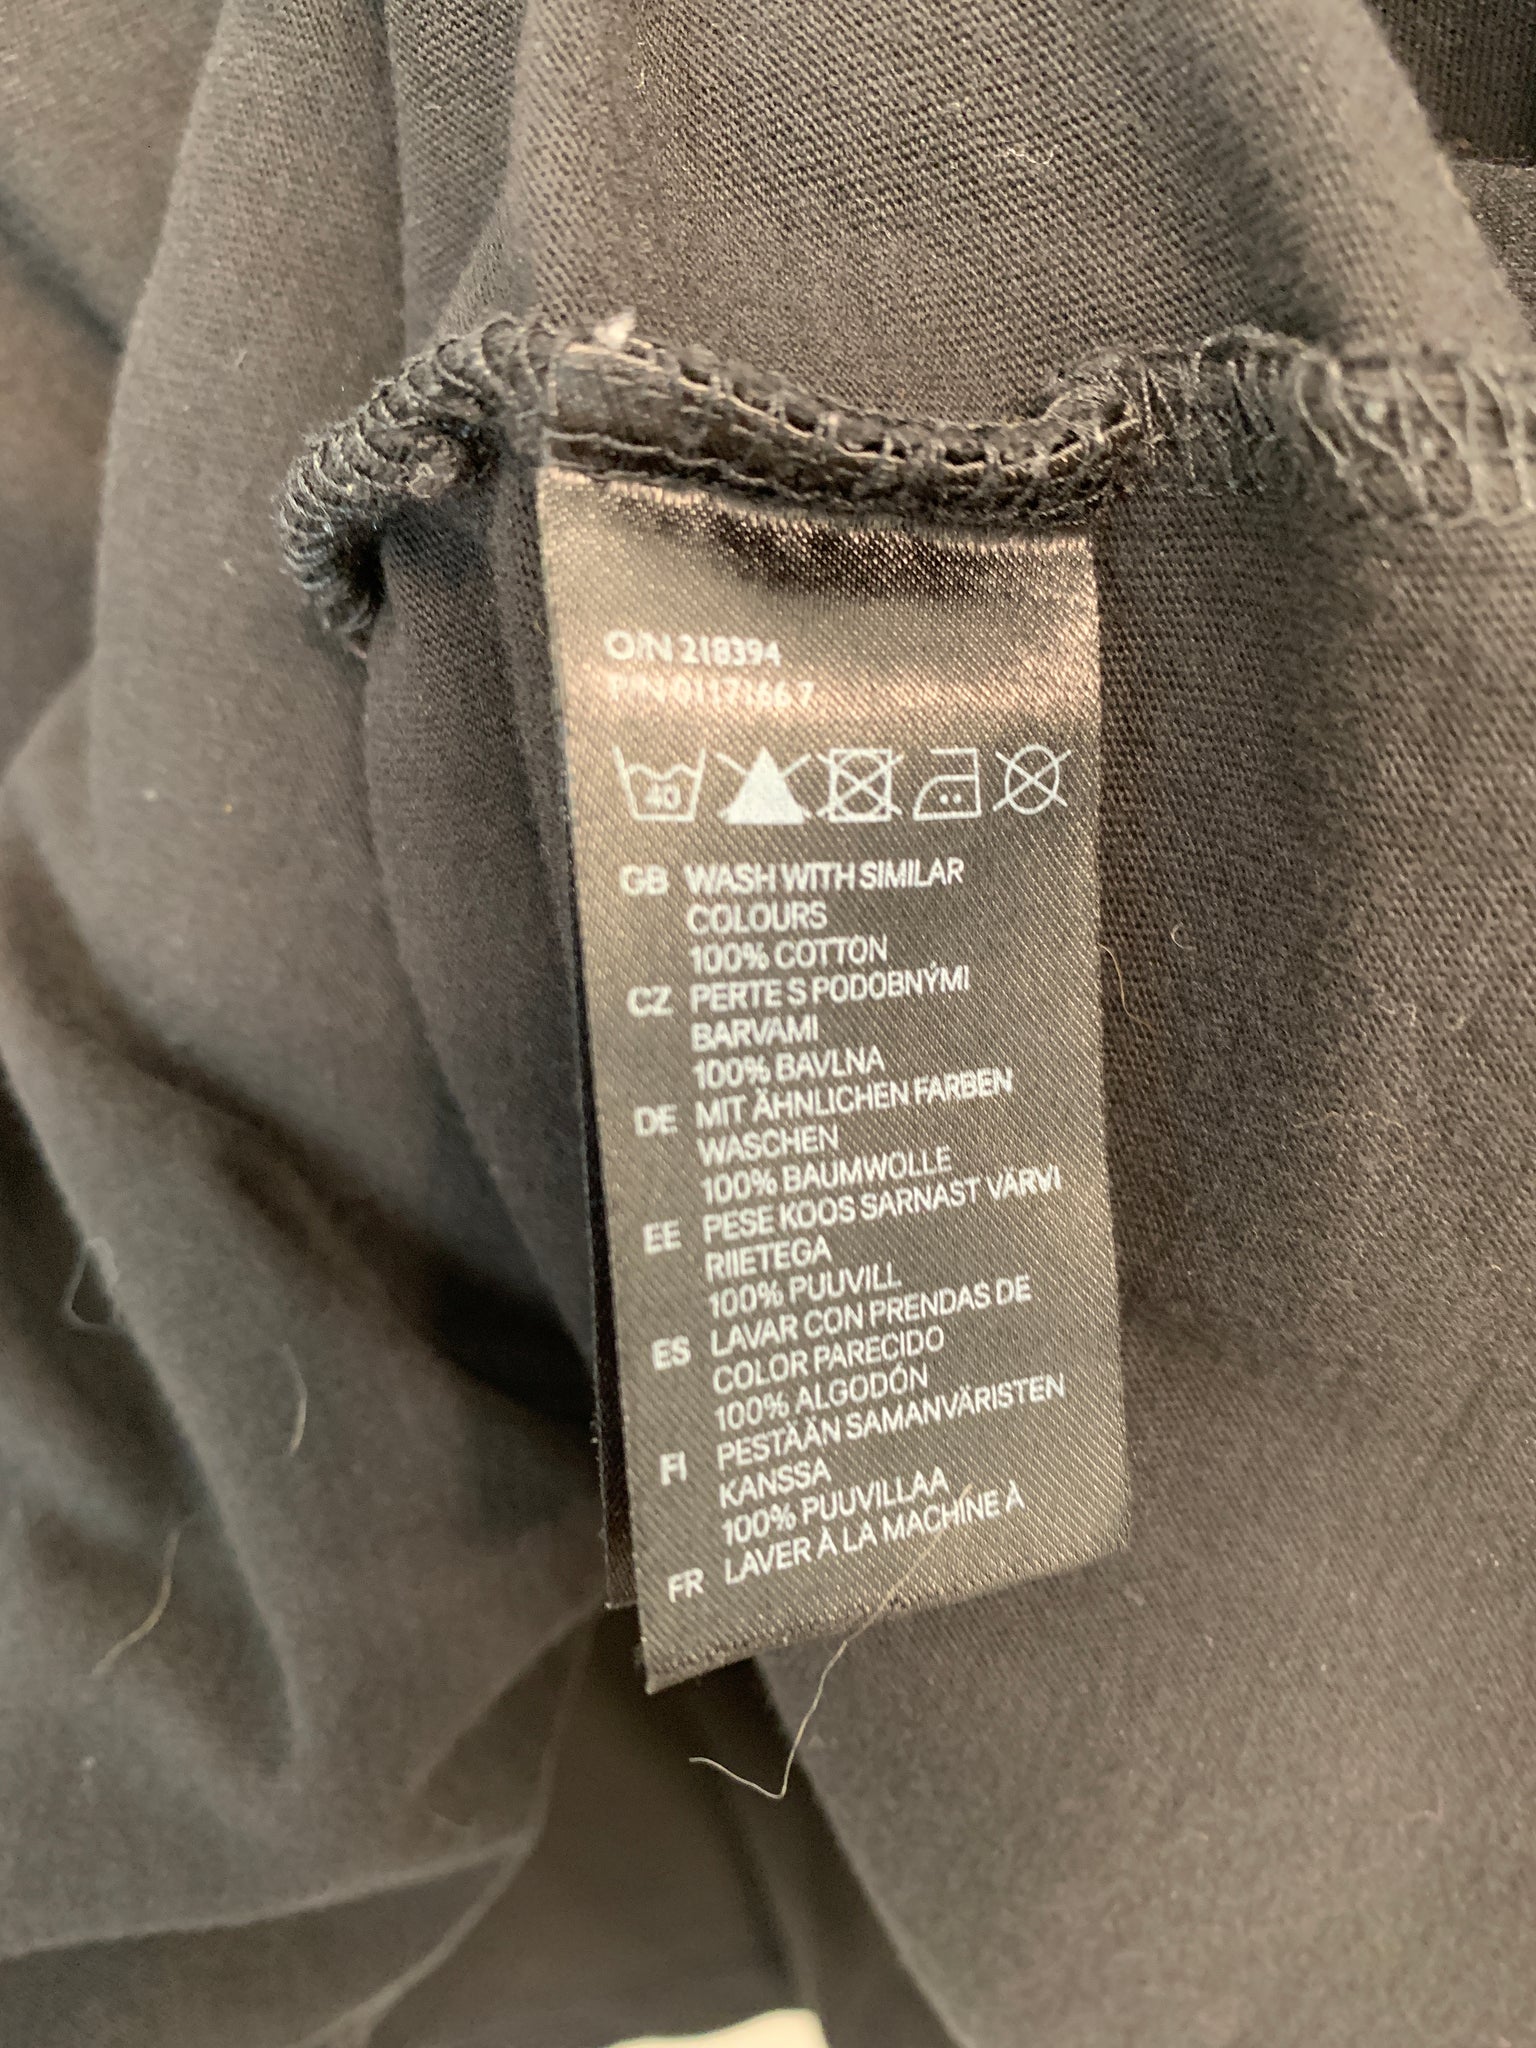 O/N 218394
P/N 01171667
40
GB WASH WITH SIMILAR
COLOURS
100% COTTON
CZ PERTE S PODOBNÝMI
BARVAMI
100% BAVLNA
DE MIT ÄHNLICHEN FARBEN
WASCHEN
100% BAUMWOLLE
EE PESE KOOS SARNAST VÄRVI
RIIETEGA
100% PUUVILL
ES LAVAR CON PRENDAS DE
COLOR PARECIDO
100% ALGODÓN
FI PESTÄÄN SAMANVÄRISTEN
KANSSA
100% PUUVILLAA
FR LAVER À LA MACHINE À